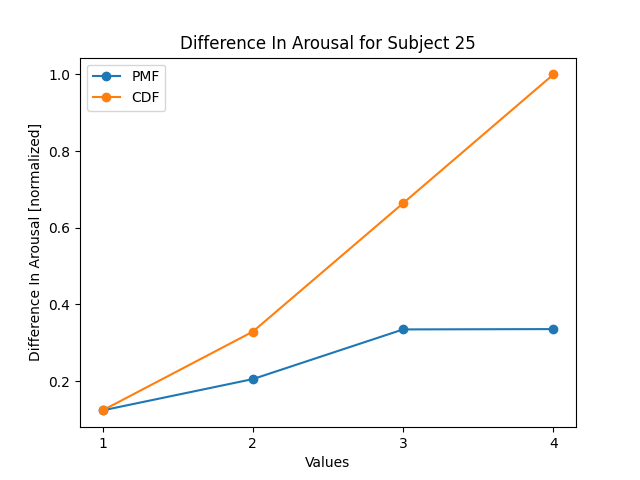 Difference In Arousal for Subject 25
PMF
CDF
Difference In Arousal [normalized]
1.0
0.8
0.6
0.4
0.2
1 2 3 4
Values